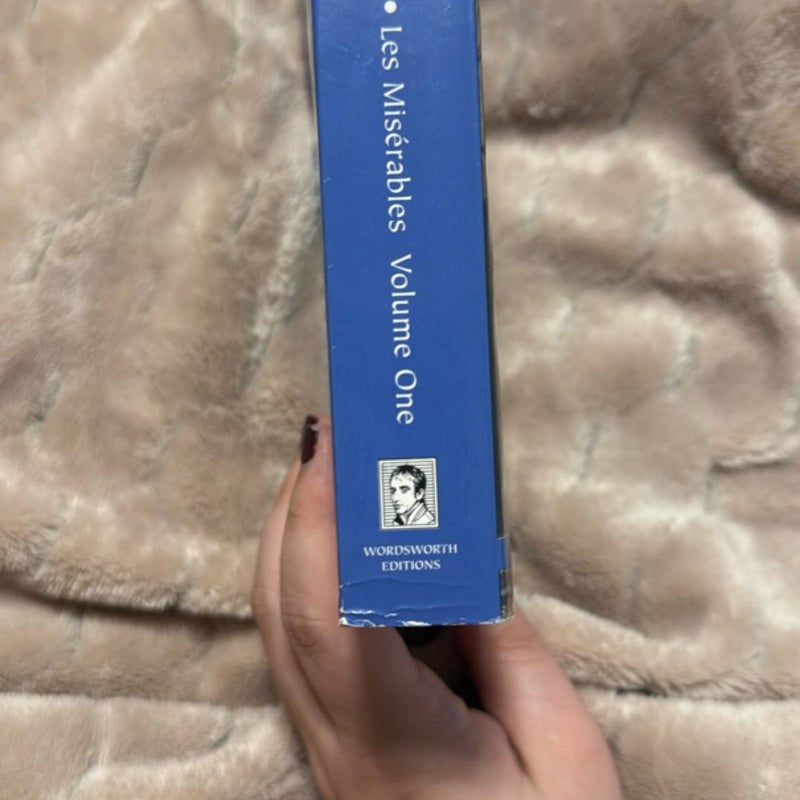 • Les Misérables Volume One
WORDSWORTH
EDITIONS